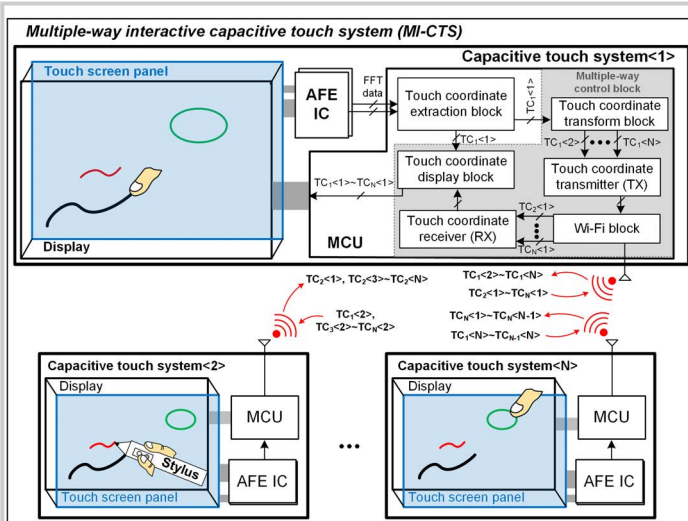 Multiple-way interactive capacitive touch system (MI-CTS)
Capacitive touch system<1>
Touch screen panel
Display
AFE
IC
FFT
data
Touch coordinate
extraction block
TC1<1>
Multiple-way
control block
Touch coordinate
transform block
TC1<1>
TC1<2>
TC1<N>
Touch coordinate
display block
TC1<1>~TCN<1>
Touch coordinate
transmitter (TX)
MCU
Touch coordinate
receiver (RX)
TC2<1>
TCN<1>
Wi-Fi block
TC2<1>, TC2<3>~TC2<N>
TC1<2>,
TC3<2>~TCN<2>
TC1<2>~TC1<N>
TC2<1>~TCN<1>
TCN<1>~TCN<N-1>
TC1<N>~TCN-1<N>
Capacitive touch system<2>
Display
MCU
Stylus
AFE IC
Touch screen panel
Capacitive touch system<N>
Display
MCU
AFE IC
Touch screen panel